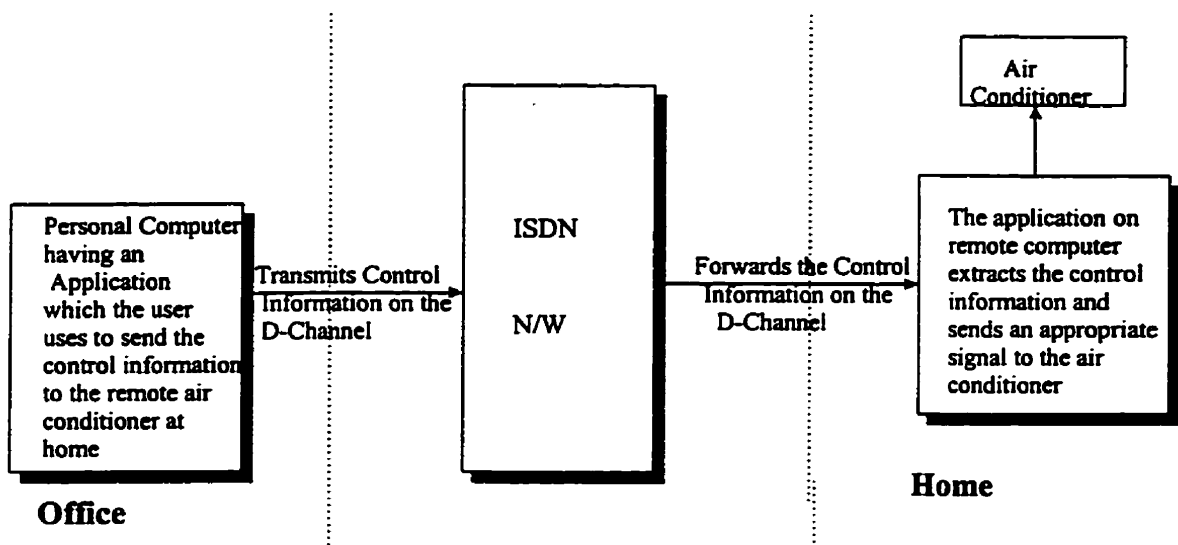 Personal Computer
having an
Application
which the user
uses to send the
control information
to the remote air
conditioner at
home
Office
Transmits Control
Information on the
D-Channel
ISDN
N/W
Forwards the Control
Information on the
D-Channel
Air
Conditioner
The application on
remote computer
extracts the control
information and
sends an appropriate
signal to the air
conditioner
Home